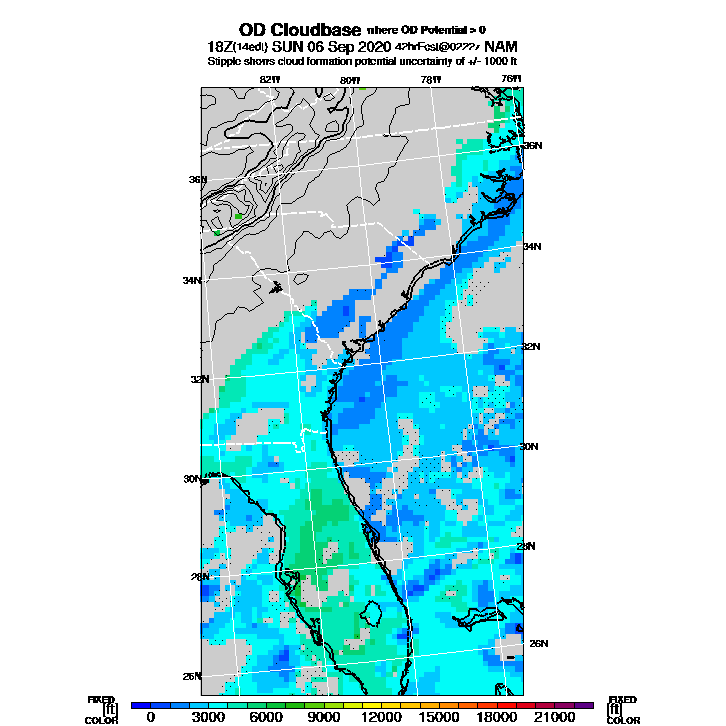 OD Cloudbase where OD Potential > 0
18Z(14edt) SUN 06 Sep 2020 42hrFcst@0222z NAM
Stipple shows cloud formation potential uncertainty of +/- 1000 ft
82W 80W 78W 76W
36N
36N
34N
34N
32N
32N
30N
30N
28N
28N
26N
26N
FIXED FIXED
[ft] [ft]
COLOR COLOR
0 3000 6000 9000 12000 15000 18000 21000